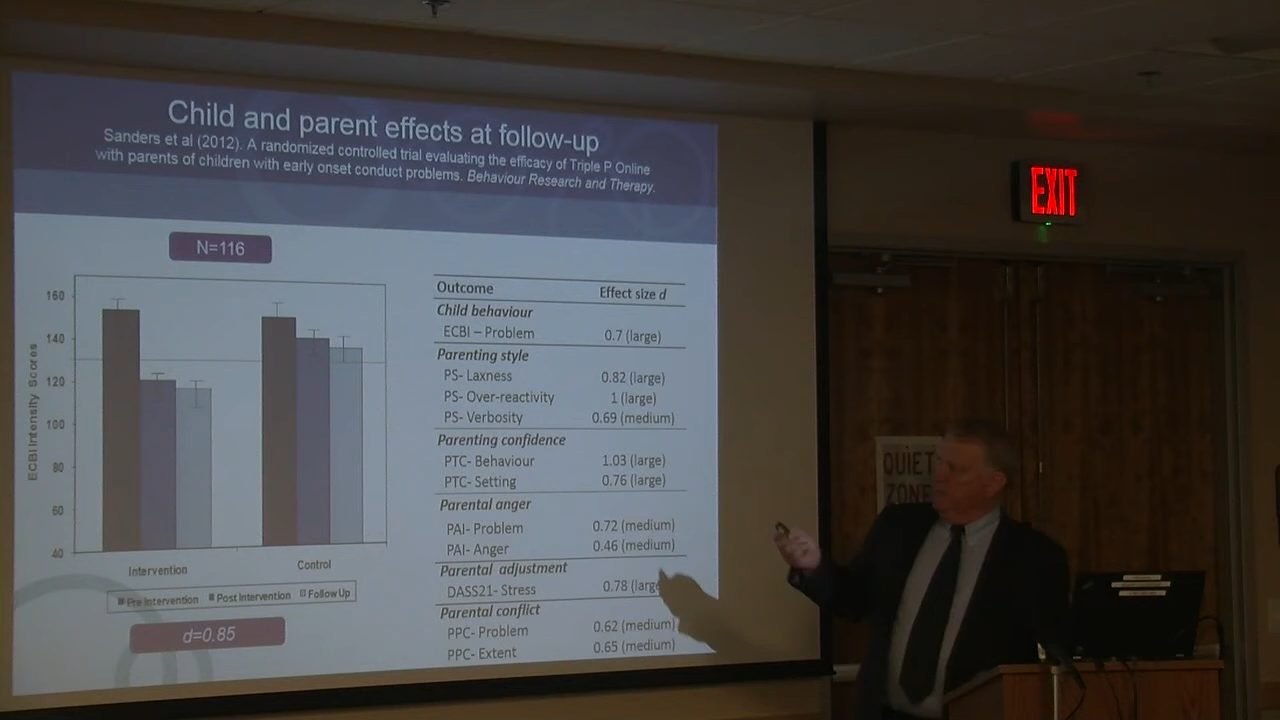 Child and parent effects at follow-up
Sanders et al (2012). A randomized controlled trial evaluating the efficacy of Triple P Online
with parents of children with early onset conduct problems. Behaviour Research and Therapy.
N=116
ECBI Intensity Scores
160
140
120
100
80
60
40
Intervention
Control
Pre Intervention Post Intervention Follow Up
d=0.85
Outcome Effect size d
Child behaviour
ECBI – Problem 0.7 (large)
Parenting style
PS- Laxness 0.82 (large)
PS- Over-reactivity 1 (large)
PS- Verbosity 0.69 (medium)
Parenting confidence
PTC- Behaviour 1.03 (large)
PTC- Setting 0.76 (large)
Parental anger
PAI- Problem 0.72 (medium)
PAI- Anger 0.46 (medium)
Parental adjustment
DASS21- Stress 0.78 (large
Parental conflict
PPC- Problem 0.62 (medium)
PPC- Extent 0.65 (medium)
EXIT
QUIET
ZONE